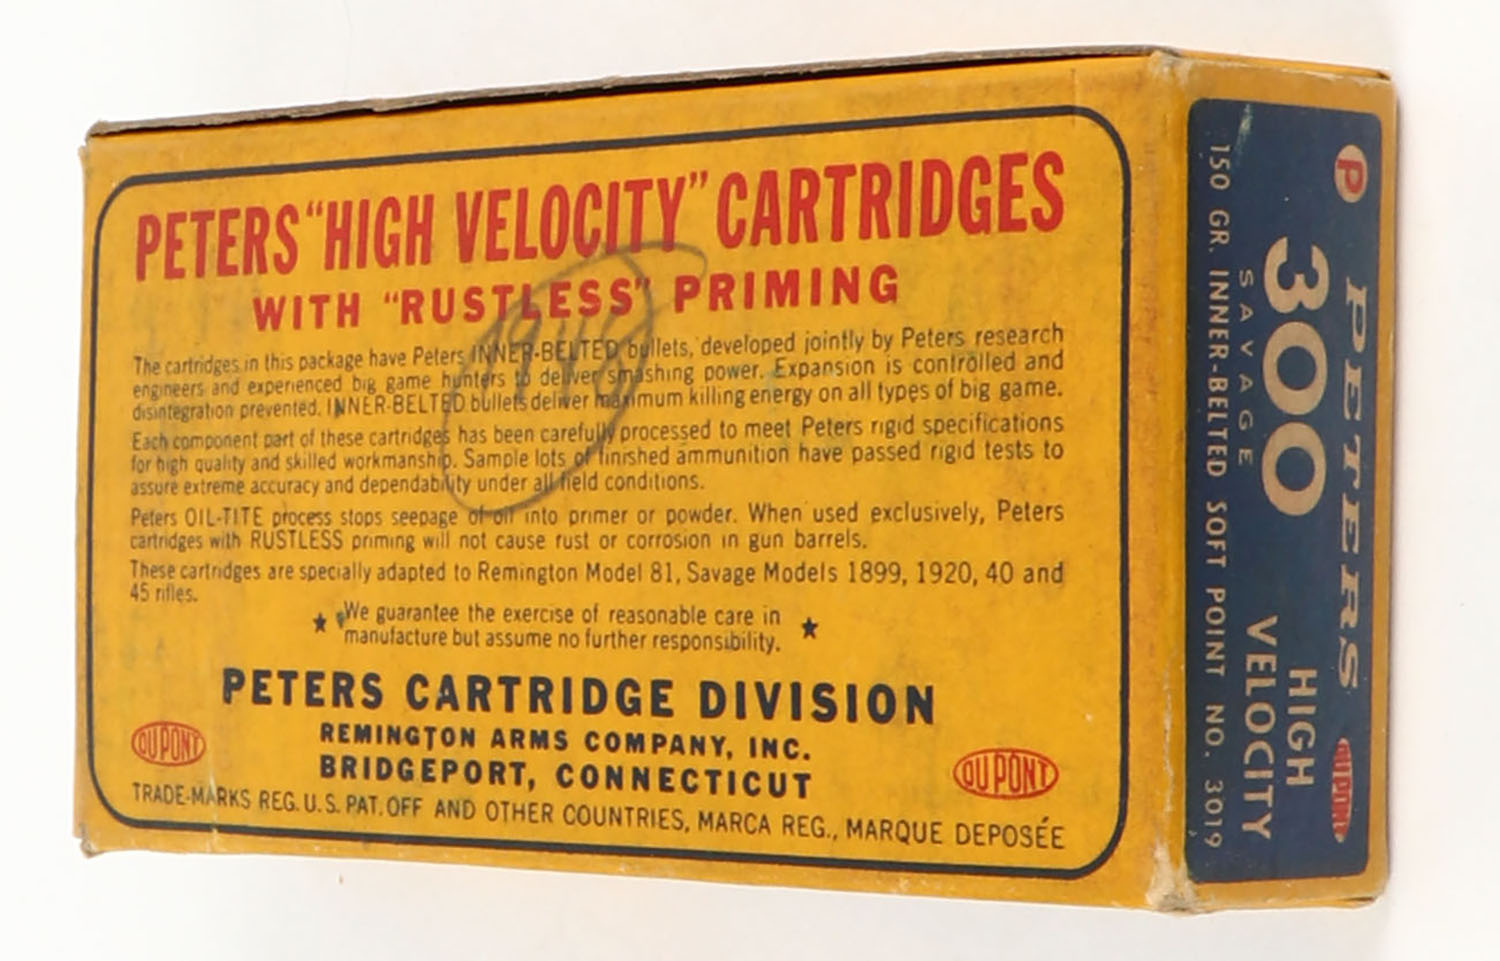 PETERS "HIGH VELOCITY" CARTRIDGES
WITH "RUSTLESS" PRIMING
The cartridges in this package have Peters INNER-BELTED bullets, developed jointly by Peters research
engineers and experienced big game hunters to deliver smashing power. Expansion is controlled and
disintegration prevented. INNER-BELTED bullets deliver maximum killing energy on all types of big game.
Each component part of these cartridges has been carefully processed to meet Peters rigid specifications
for high quality and skilled workmanship. Sample lots of finished ammunition have passed rigid tests to
assure extreme accuracy and dependability under all field conditions.
Peters OIL-TITE process stops seepage of oil into primer or powder. When used exclusively, Peters
cartridges with RUSTLESS priming will not cause rust or corrosion in gun barrels.
These cartridges are specially adapted to Remington Model 81, Savage Models 1899, 1920, 40 and
45 rifles.
★ We guarantee the exercise of reasonable care in ★
manufacture but assume no further responsibility.
PETERS CARTRIDGE DIVISION
REMINGTON ARMS COMPANY, INC.
BRIDGEPORT, CONNECTICUT
DU PONT
DU PONT
TRADE-MARKS REG. U.S. PAT. OFF AND OTHER COUNTRIES, MARCA REG., MARQUE DEPOSÉE
P PETERS DU PONT
300 HIGH
SAVAGE VELOCITY
150 GR. INNER-BELTED SOFT POINT NO. 3019